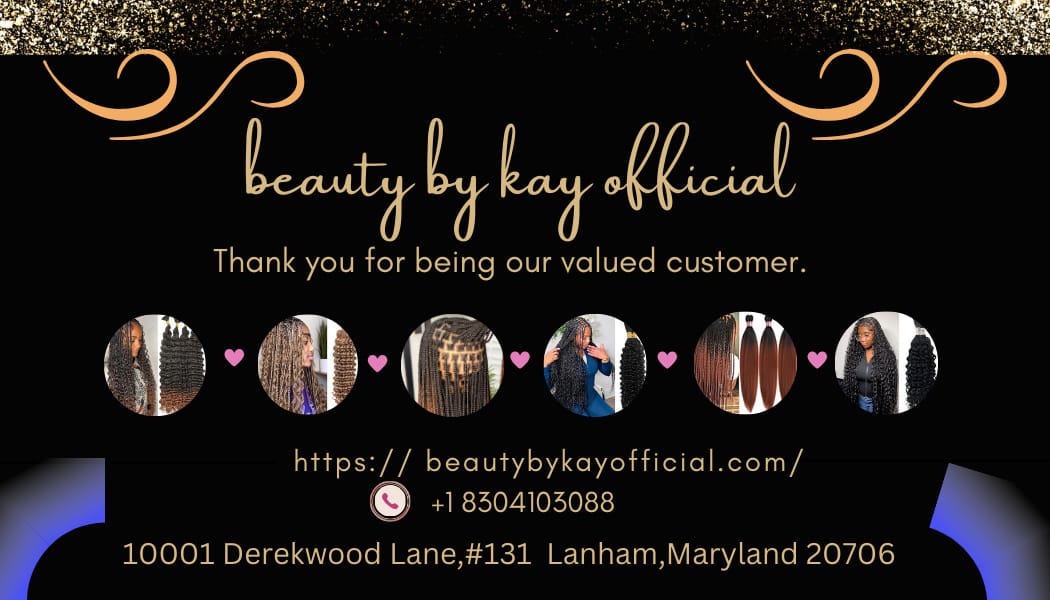 beauty by kay official
Thank you for being our valued customer.
https:// beautybykayofficial.com/
+1 8304103088
10001 Derekwood Lane,#131 Lanham,Maryland 20706